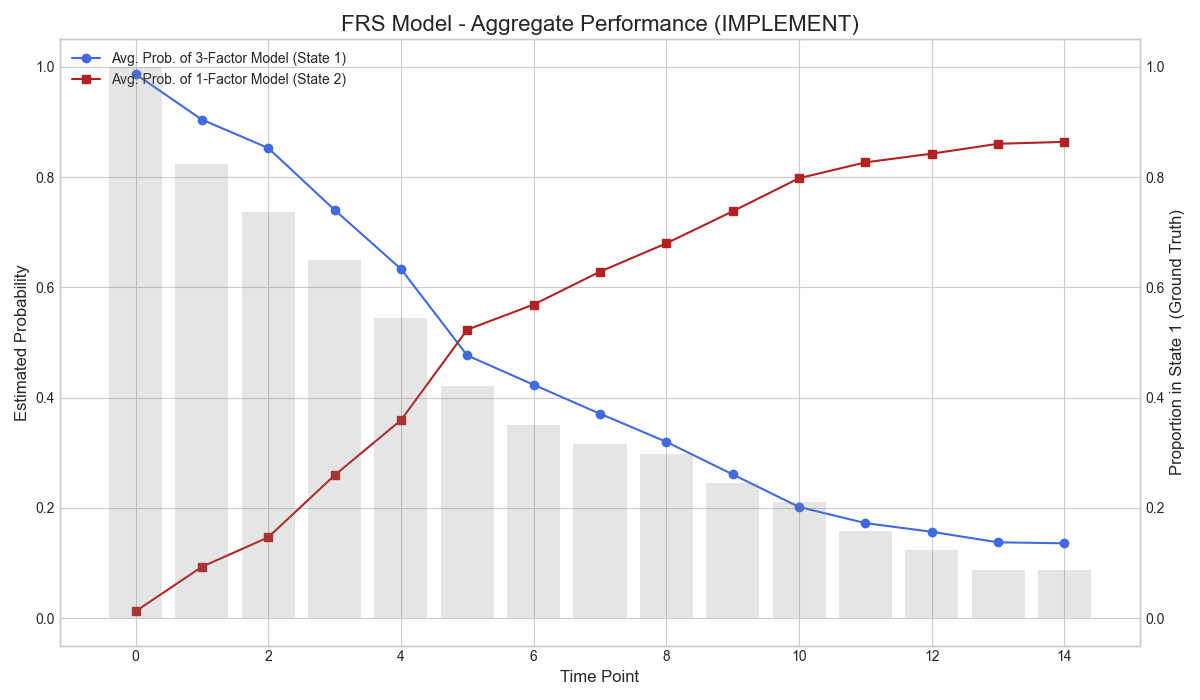 FRS Model - Aggregate Performance (IMPLEMENT)
Avg. Prob. of 3-Factor Model (State 1)
Avg. Prob. of 1-Factor Model (State 2)
Estimated Probability
1.0
0.8
0.6
0.4
0.2
0.0
1.0
0.8
0.6
0.4
0.2
0.0
Proportion in State 1 (Ground Truth)
0 2 4 6 8 10 12 14
Time Point